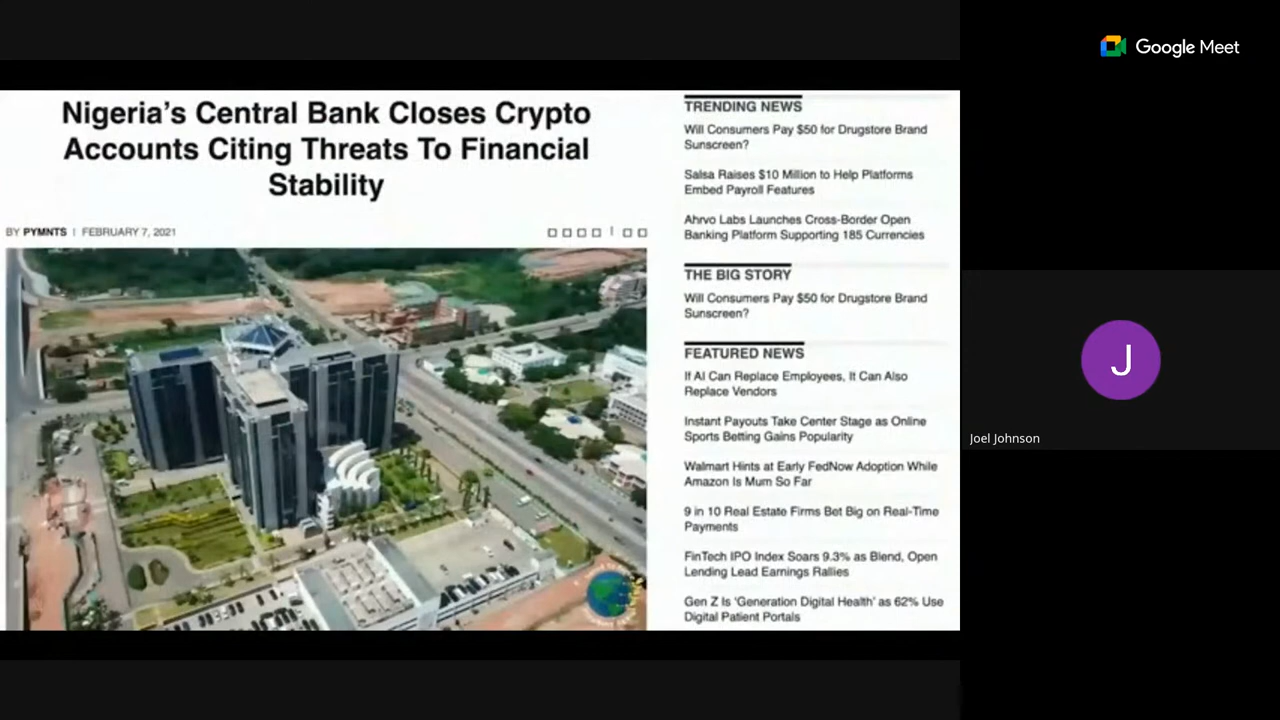 Google Meet
Nigeria's Central Bank Closes Crypto
Accounts Citing Threats To Financial
Stability
BY PYMNTS | FEBRUARY 7, 2021
TRENDING NEWS
Will Consumers Pay $50 for Drugstore Brand
Sunscreen?
Salsa Raises $10 Million to Help Platforms
Embed Payroll Features
Ahrvo Labs Launches Cross-Border Open
Banking Platform Supporting 185 Currencies
THE BIG STORY
Will Consumers Pay $50 for Drugstore Brand
Sunscreen?
FEATURED NEWS
If AI Can Replace Employees, It Can Also
Replace Vendors
Instant Payouts Take Center Stage as Online
Sports Betting Gains Popularity
Walmart Hints at Early FedNow Adoption While
Amazon Is Mum So Far
9 in 10 Real Estate Firms Bet Big on Real-Time
Payments
FinTech IPO Index Soars 9.3% as Blend, Open
Lending Lead Earnings Rallies
Gen Z Is 'Generation Digital Health' as 62% Use
Digital Patient Portals
J
Joel Johnson